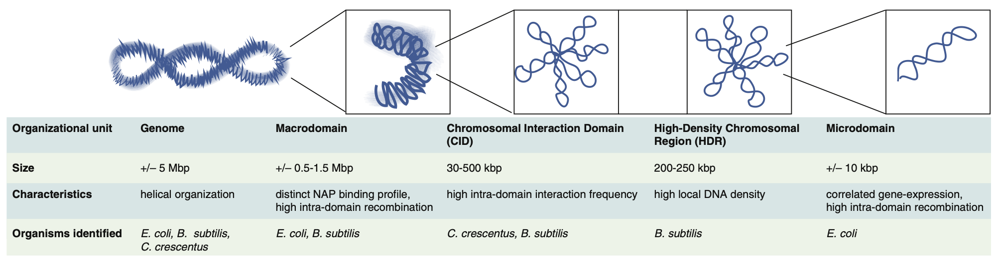 Organizational unit Genome Macrodomain Chromosomal Interaction Domain High-Density Chromosomal Microdomain
(CID) Region (HDR)
Size +/– 5 Mbp +/– 0.5-1.5 Mbp 30-500 kbp 200-250 kbp +/– 10 kbp
Characteristics helical organization distinct NAP binding profile, high intra-domain interaction frequency high local DNA density correlated gene-expression,
high intra-domain recombination high intra-domain recombination
Organisms identified E. coli, B. subtilis, E. coli, B. subtilis C. crescentus, B. subtilis B. subtilis E. coli
C. crescentus